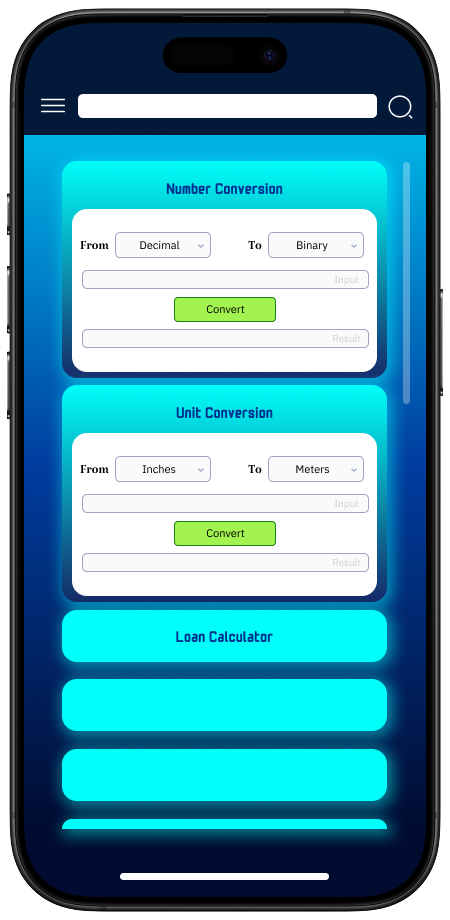 Number Conversion
From Decimal To Binary
Input
Convert
Result
Unit Conversion
From Inches To Meters
Input
Convert
Result
Loan Calculator